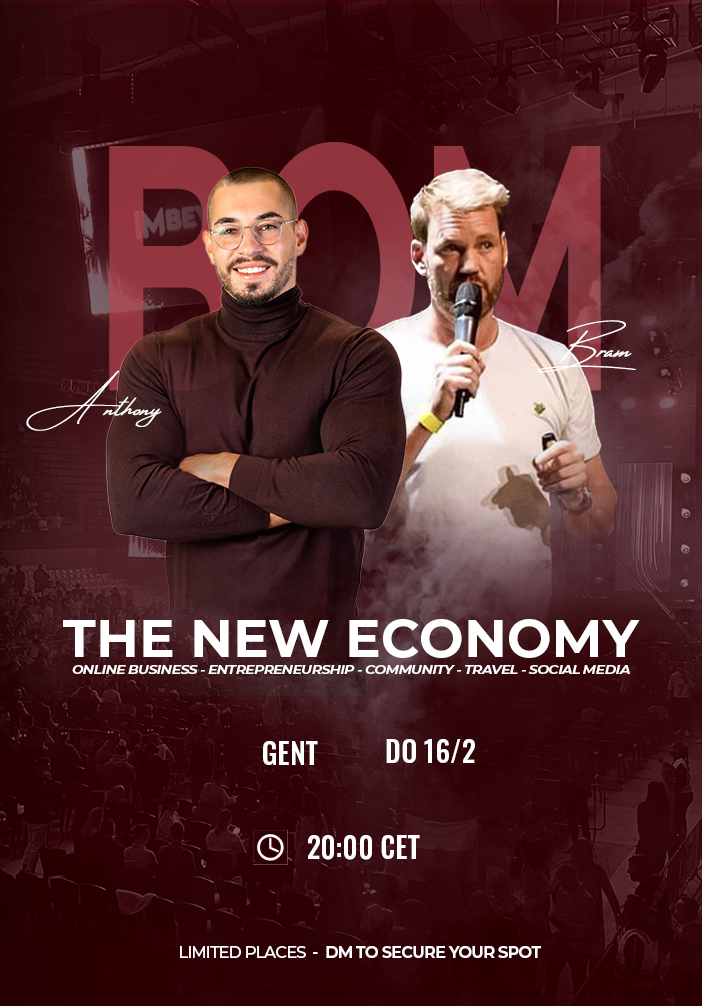 BOM
Anthony
Bram
THE NEW ECONOMY
ONLINE BUSINESS - ENTREPRENEURSHIP - COMMUNITY - TRAVEL - SOCIAL MEDIA
GENT DO 16/2
20:00 CET
LIMITED PLACES - DM TO SECURE YOUR SPOT